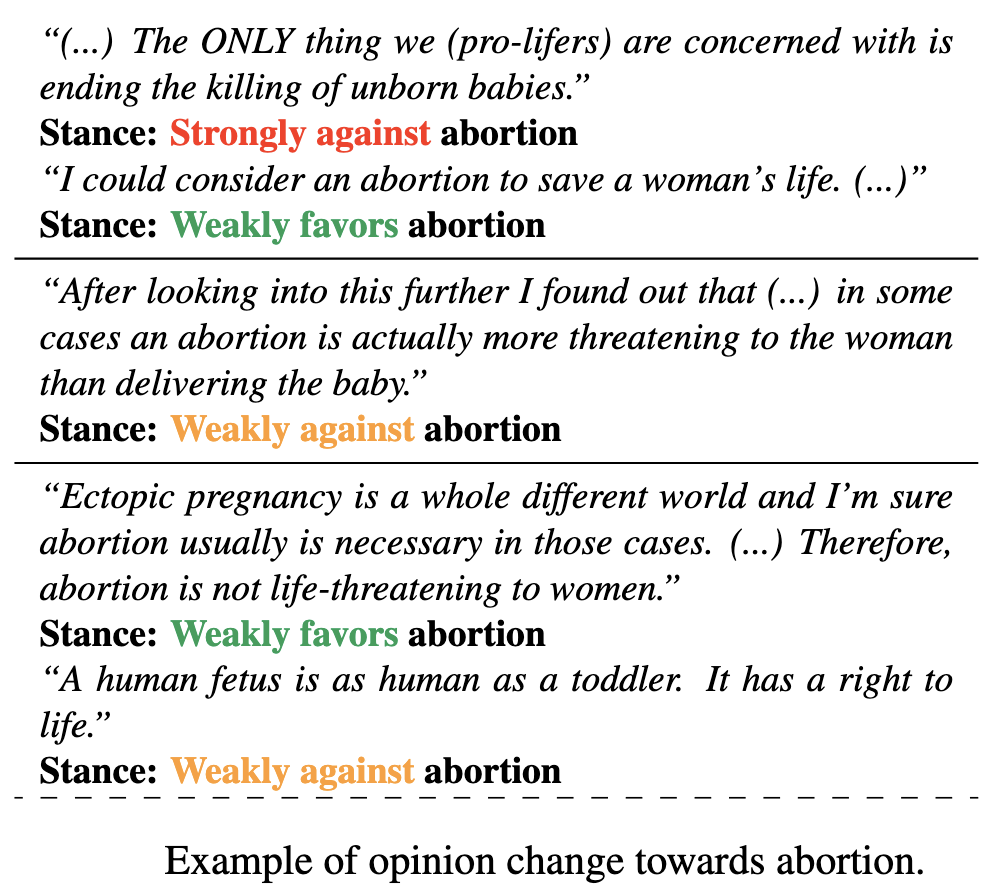 “(...) The ONLY thing we (pro-lifers) are concerned with is
ending the killing of unborn babies.”
Stance: Strongly against abortion
“I could consider an abortion to save a woman’s life. (...)”
Stance: Weakly favors abortion
“After looking into this further I found out that (...) in some
cases an abortion is actually more threatening to the woman
than delivering the baby.”
Stance: Weakly against abortion
“Ectopic pregnancy is a whole different world and I’m sure
abortion usually is necessary in those cases. (...) Therefore,
abortion is not life-threatening to women.”
Stance: Weakly favors abortion
“A human fetus is as human as a toddler. It has a right to
life.”
Stance: Weakly against abortion
Example of opinion change towards abortion.